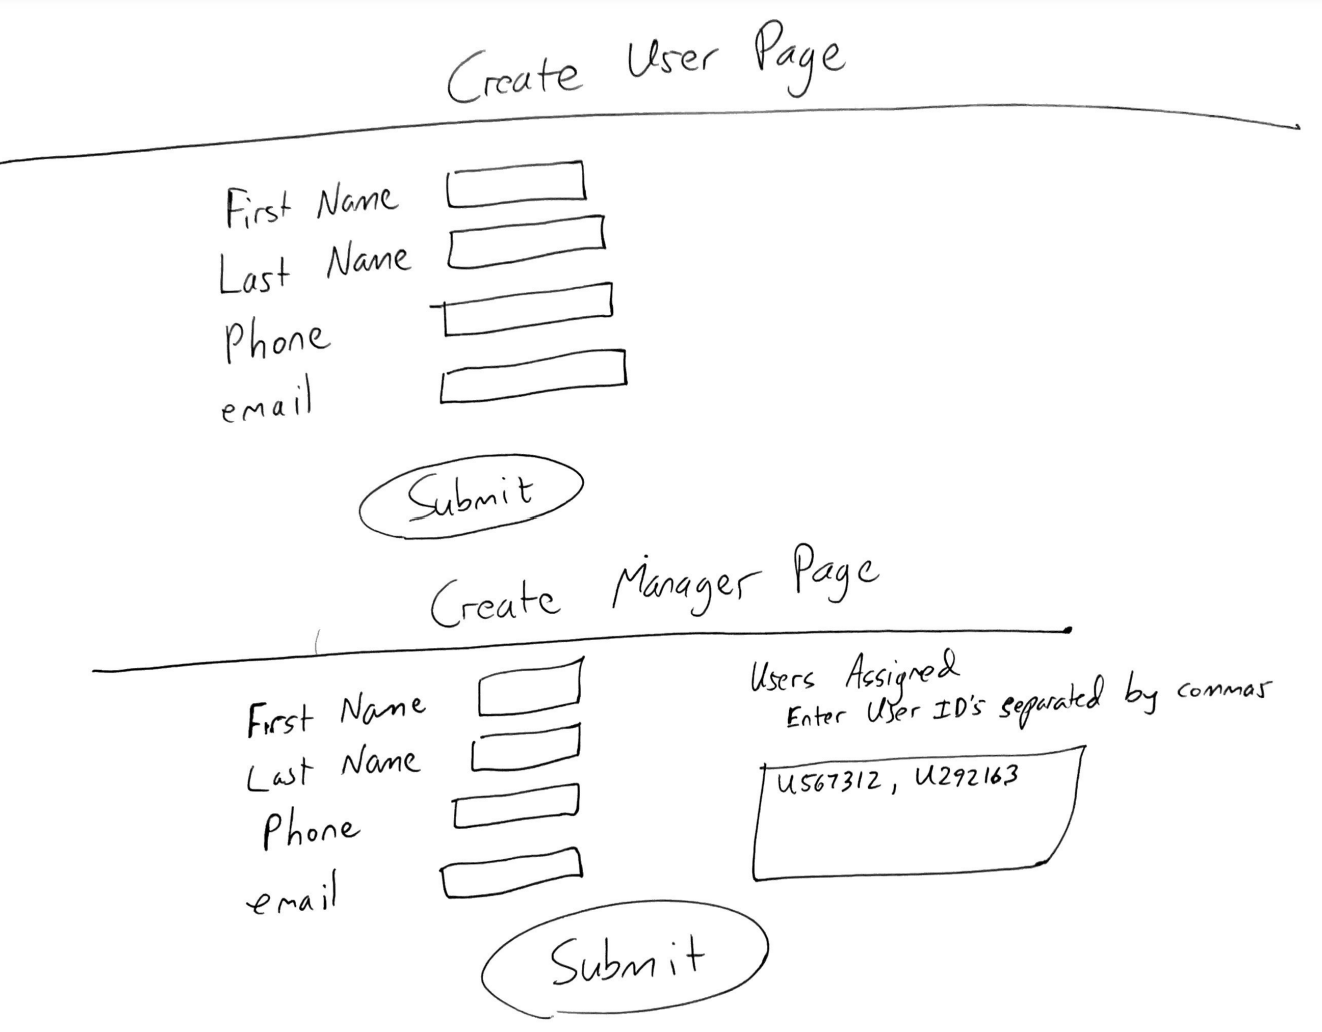 Create User Page
First Name
Last Name
Phone
email
Submit
Create Manager Page
First Name
Last Name
Phone
email
Users Assigned
Enter User ID's separated by commas
U567312, U292163
Submit